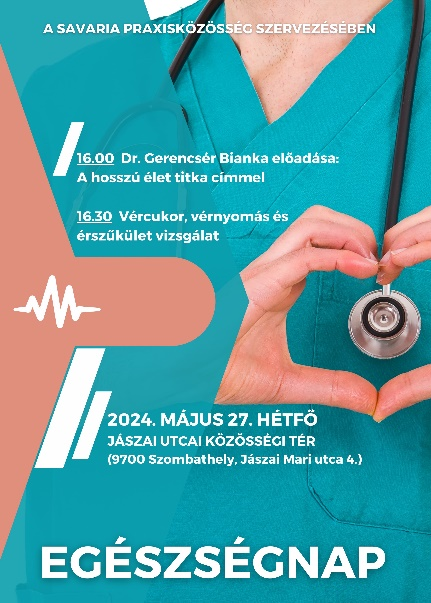 A SAVARIA PRAXISKÖZÖSSÉG SZERVEZÉSÉBEN
16.00 Dr. Gerencsér Bianka előadása:
A hosszú élet titka címmel
16.30 Vércukor, vérnyomás és
érszűkület vizsgálat
2024. MÁJUS 27. HÉTFŐ
JÁSZAI UTCAI KÖZÖSSÉGI TÉR
(9700 Szombathely, Jászai Mari utca 4.)
EGÉSZSÉGNAP